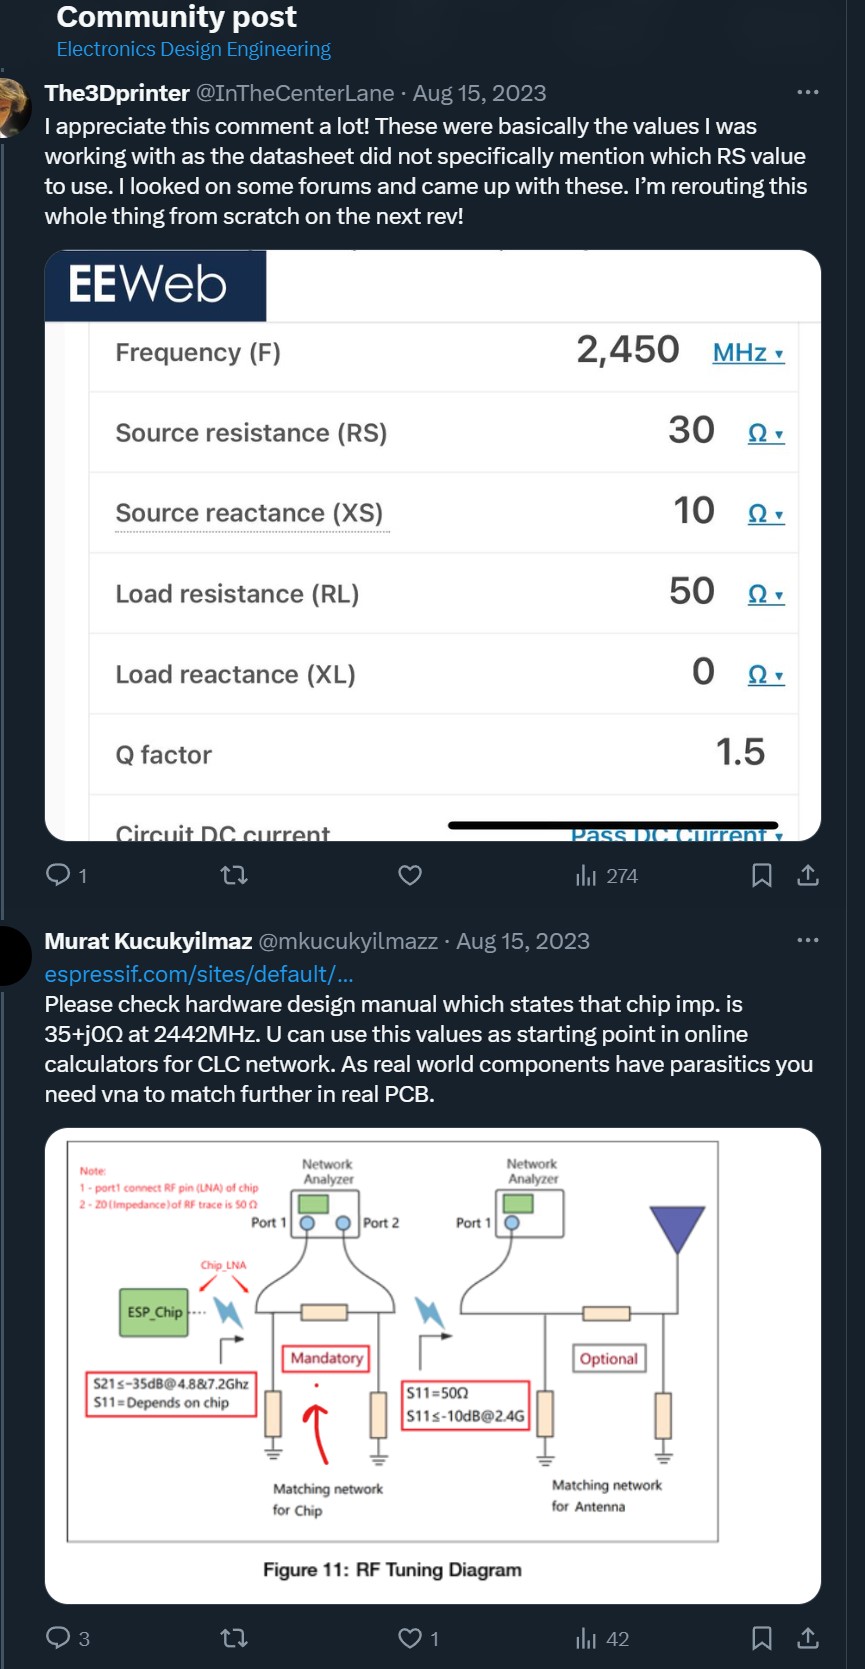 Community post
Electronics Design Engineering
The3Dprinter @InTheCenterLane · Aug 15, 2023
I appreciate this comment a lot! These were basically the values I was
working with as the datasheet did not specifically mention which RS value
to use. I looked on some forums and came up with these. I’m rerouting this
whole thing from scratch on the next rev!
EEWeb
Frequency (F) 2,450 MHz
Source resistance (RS) 30 Ω
Source reactance (XS) 10 Ω
Load resistance (RL) 50 Ω
Load reactance (XL) 0 Ω
Q factor 1.5
Circuit DC current Pass DC Current
1 274
Murat Kucukyilmaz @mkucukyilmazz · Aug 15, 2023
espressif.com/sites/default/...
Please check hardware design manual which states that chip imp. is
35+j0Ω at 2442MHz. U can use this values as starting point in online
calculators for CLC network. As real world components have parasitics you
need vna to match further in real PCB.
Note:
1 - port1 connect RF pin (LNA) of chip
2 - Z0(Impedance)of RF trace is 50 Ω
Network
Analyzer
Port 1
Port 2
Network
Analyzer
Port 1
Chip_LNA
ESP_Chip
Mandatory
Optional
S21≤-35dB@4.8&7.2Ghz
S11=Depends on chip
S11=50Ω
S11≤-10dB@2.4G
Matching network
for Chip
Matching network
for Antenna
Figure 11: RF Tuning Diagram
3 1 42